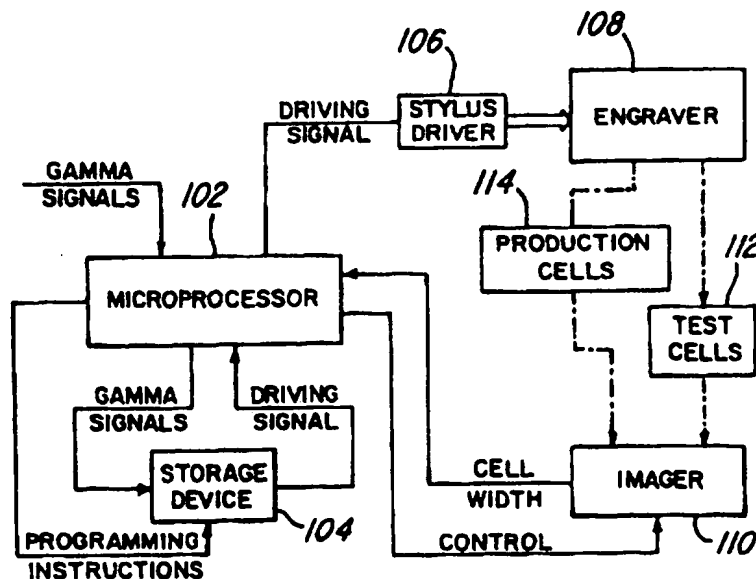 106
108
DRIVING
SIGNAL
STYLUS
DRIVER
ENGRAVER
GAMMA
SIGNALS
102
114
PRODUCTION
CELLS
112
MICROPROCESSOR
TEST
CELLS
GAMMA
SIGNALS
DRIVING
SIGNAL
STORAGE
DEVICE
104
CELL
WIDTH
IMAGER
PROGRAMMING
INSTRUCTIONS
CONTROL
110